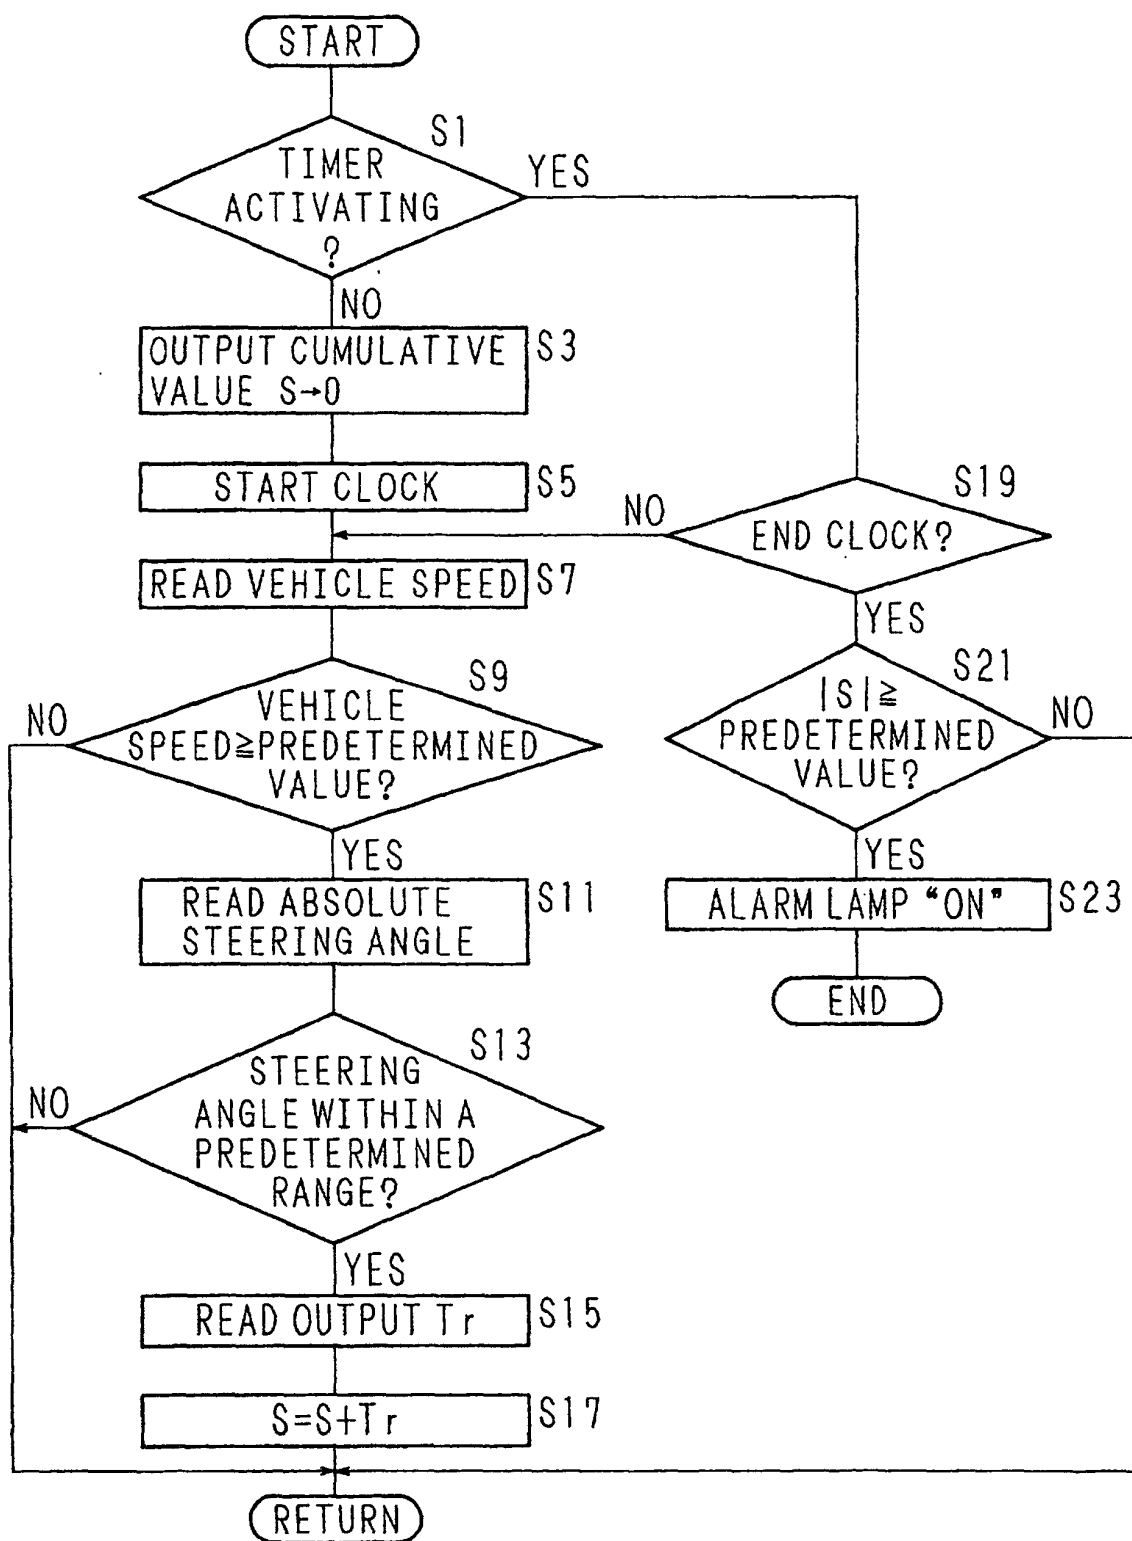 START
S1
TIMER
ACTIVATING
?
YES
NO
OUTPUT CUMULATIVE
VALUE S→0
S3
START CLOCK
S5
READ VEHICLE SPEED
S7
S9
VEHICLE
SPEED≧PREDETERMINED
VALUE?
NO
YES
READ ABSOLUTE
STEERING ANGLE
S11
S13
STEERING
ANGLE WITHIN A
PREDETERMINED
RANGE?
NO
YES
READ OUTPUT Tr
S15
S=S+Tr
S17
RETURN
S19
END CLOCK?
NO
YES
S21
|S|≧
PREDETERMINED
VALUE?
NO
YES
ALARM LAMP “ON”
S23
END